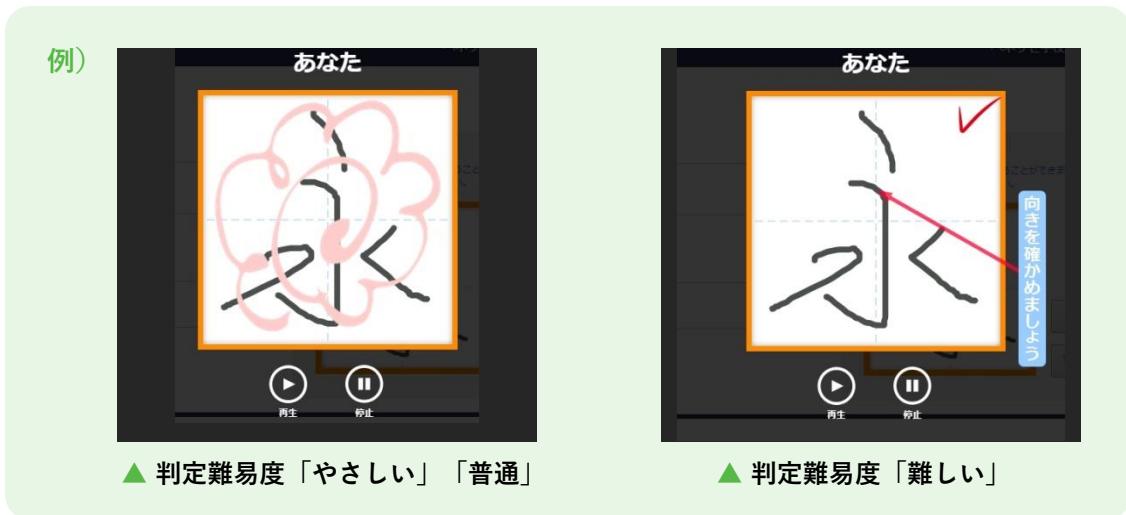 例）
あなた
永
再生
停止
▲ 判定難易度「やさしい」「普通」
あなた
永
向きを確かめましょう
再生
停止
▲ 判定難易度「難しい」